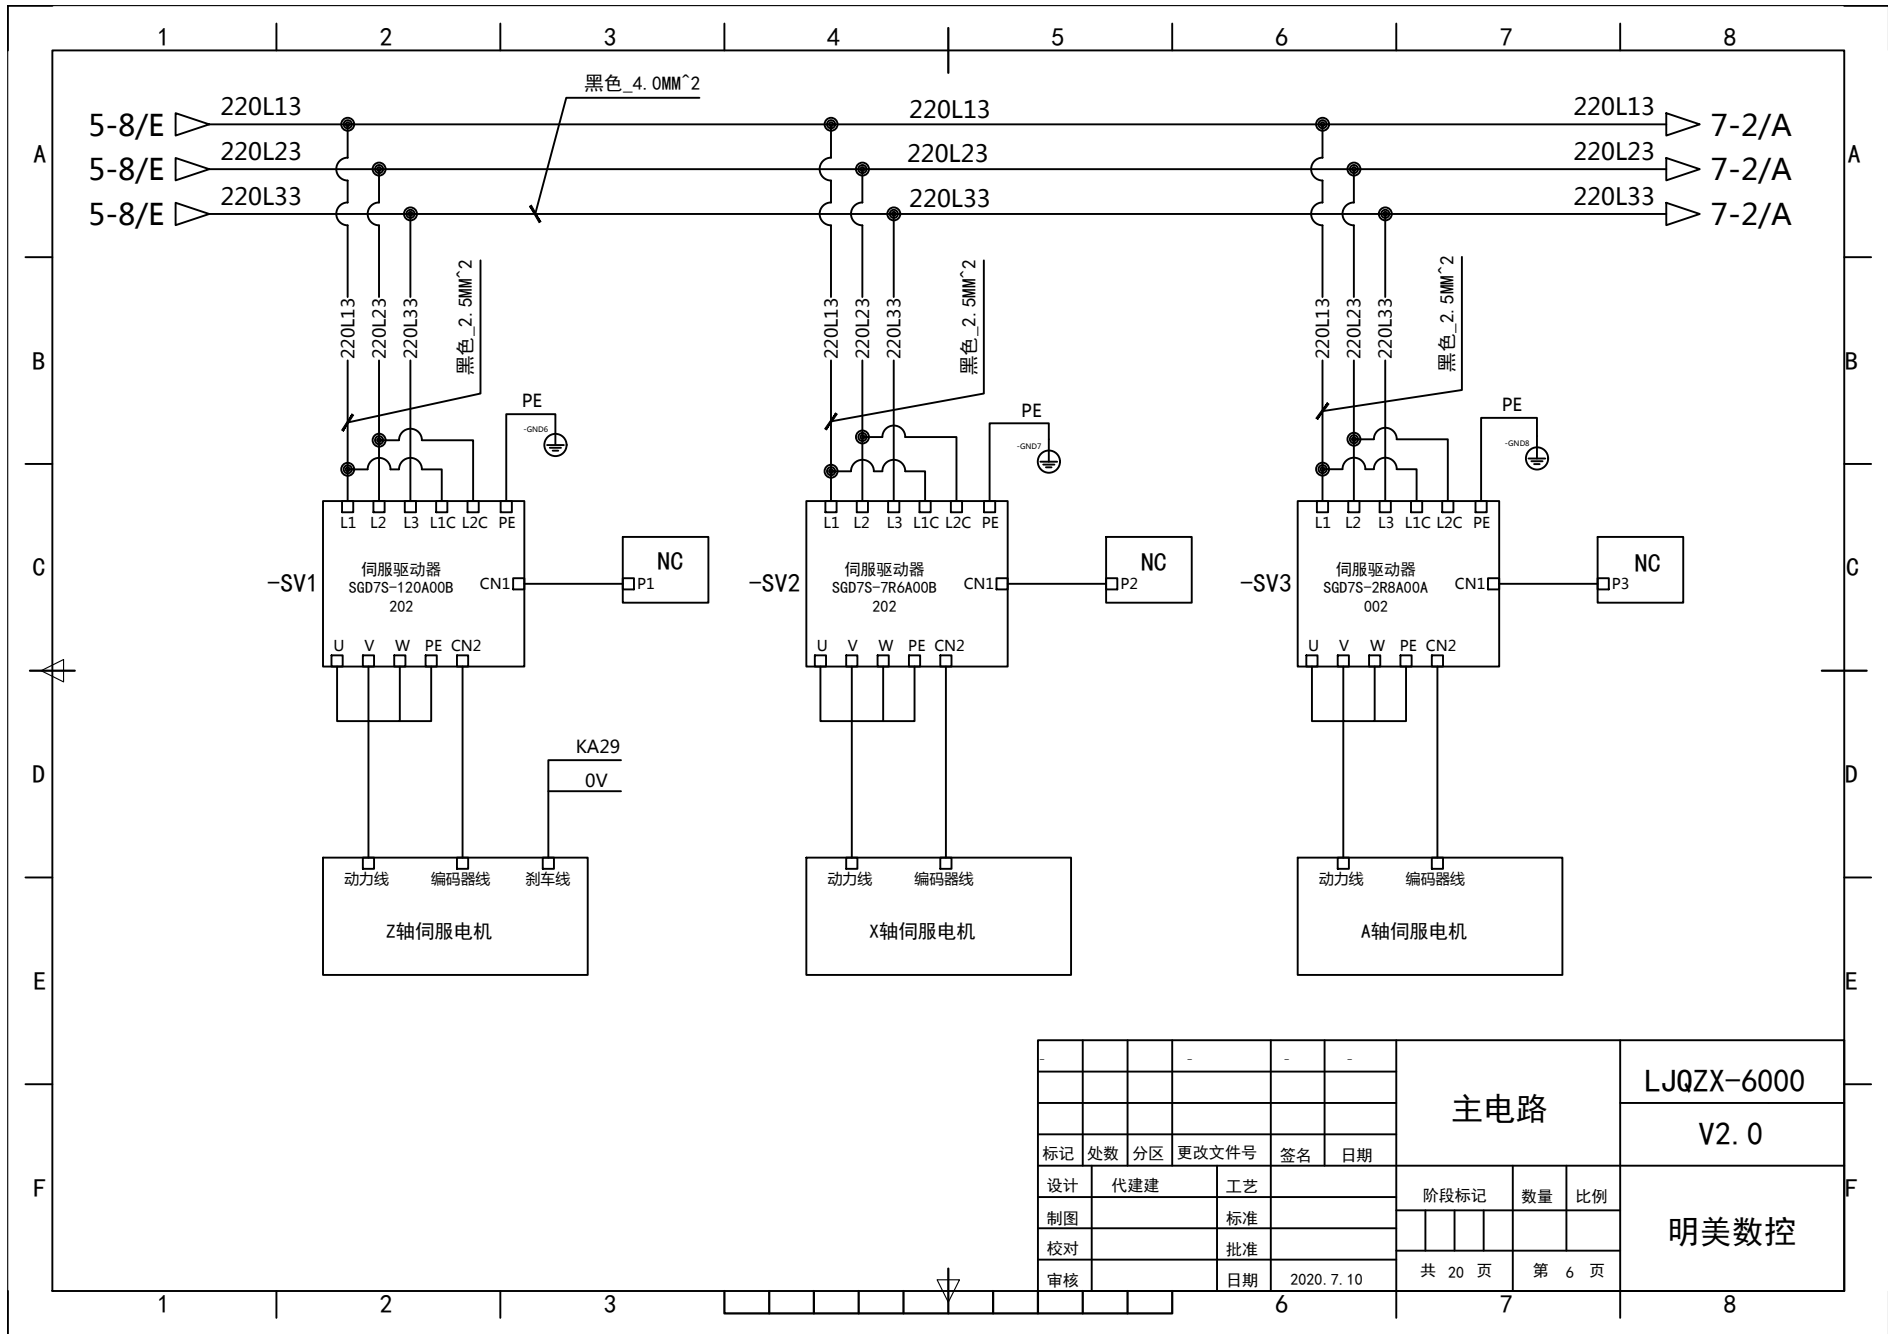 1 2 3 4 5 6 7 8
黑色_4.0MM^2
5-8/E 220L13 220L13 220L13 7-2/A
A A
5-8/E 220L23 220L23 220L23 7-2/A
5-8/E 220L33 220L33 220L33 7-2/A
220L13 220L23 220L33 黑色_2.5MM^2
220L13 220L23 220L33 黑色_2.5MM^2
220L13 220L23 220L33 黑色_2.5MM^2
B B
PE PE PE
-GND6 -GND7 -GND8
L1 L2 L3 L1C L2C PE
L1 L2 L3 L1C L2C PE
L1 L2 L3 L1C L2C PE
C C
-SV1
伺服驱动器
SGD7S-120A00B
202
CN1
NC
P1
U V W PE CN2
-SV2
伺服驱动器
SGD7S-7R6A00B
202
CN1
NC
P2
U V W PE CN2
-SV3
伺服驱动器
SGD7S-2R8A00A
002
CN1
NC
P3
U V W PE CN2
D D
KA29
0V
动力线 编码器线 刹车线
Z轴伺服电机
动力线 编码器线
X轴伺服电机
动力线 编码器线
A轴伺服电机
E E
F F
- - - -
标记 处数 分区 更改文件号 签名 日期
设计 代建建 工艺
制图 标准
校对 批准
审核 日期 2020.7.10
主电路
阶段标记 数量 比例
共 20 页 第 6 页
LJQZX-6000
V2.0
明美数控
1 2 3 6 7 8